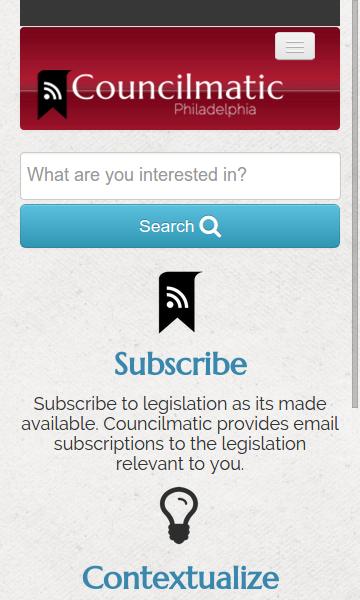 Councilmatic
Philadelphia
What are you interested in?
Search
Subscribe
Subscribe to legislation as its made
available. Councilmatic provides email
subscriptions to the legislation
relevant to you.
Contextualize